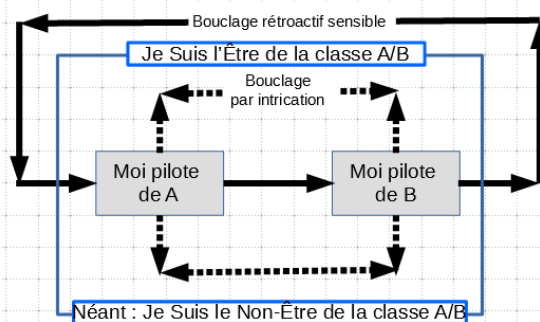 Bouclage rétroactif sensible
Je Suis l'Être de la classe A/B
Bouclage
par intrication
Moi pilote
de A
Moi pilote
de B
Néant : Je Suis le Non-Être de la classe A/B